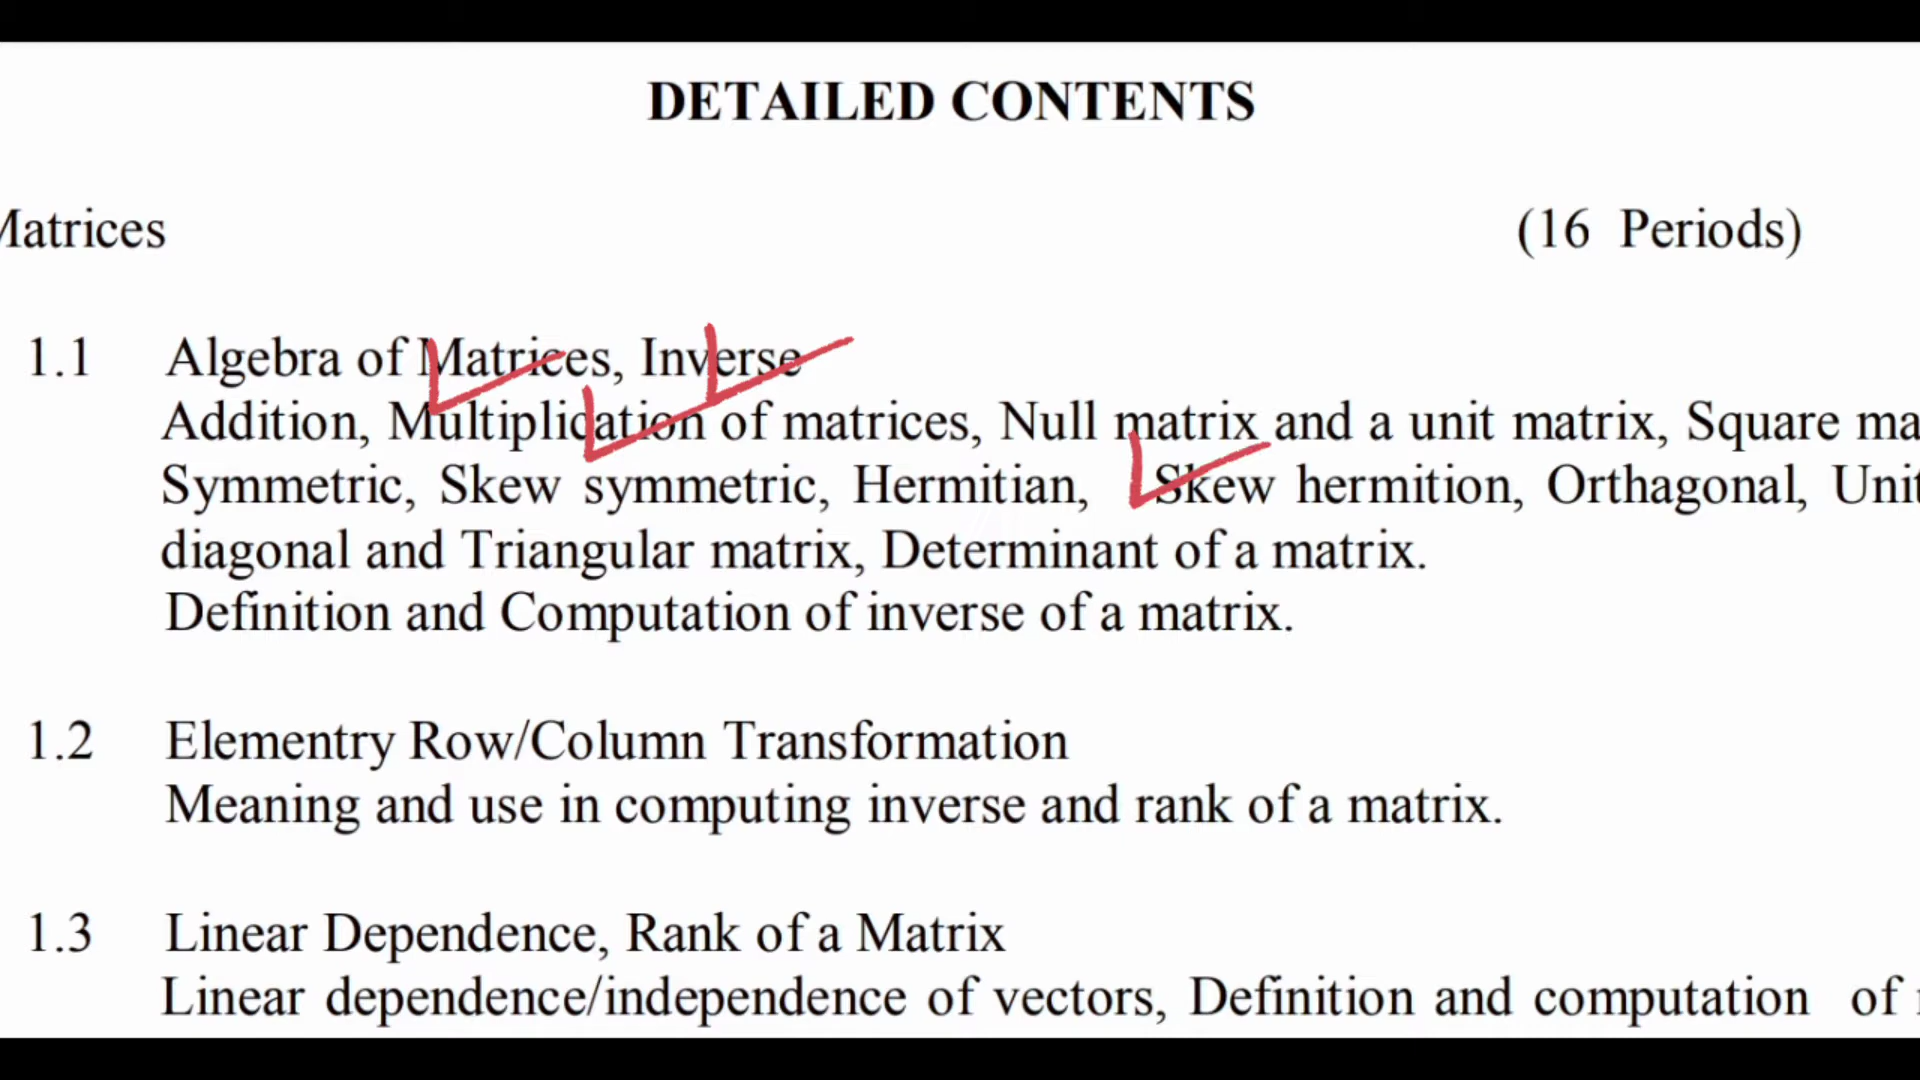 DETAILED CONTENTS
Matrices (16 Periods)
1.1 Algebra of Matrices, Inverse
Addition, Multiplication of matrices, Null matrix and a unit matrix, Square
Symmetric, Skew symmetric, Hermitian, Skew hermition, Orthagonal,
diagonal and Triangular matrix, Determinant of a matrix.
Definition and Computation of inverse of a matrix.
1.2 Elementry Row/Column Transformation
Meaning and use in computing inverse and rank of a matrix.
1.3 Linear Dependence, Rank of a Matrix
Linear dependence/independence of vectors, Definition and computation of